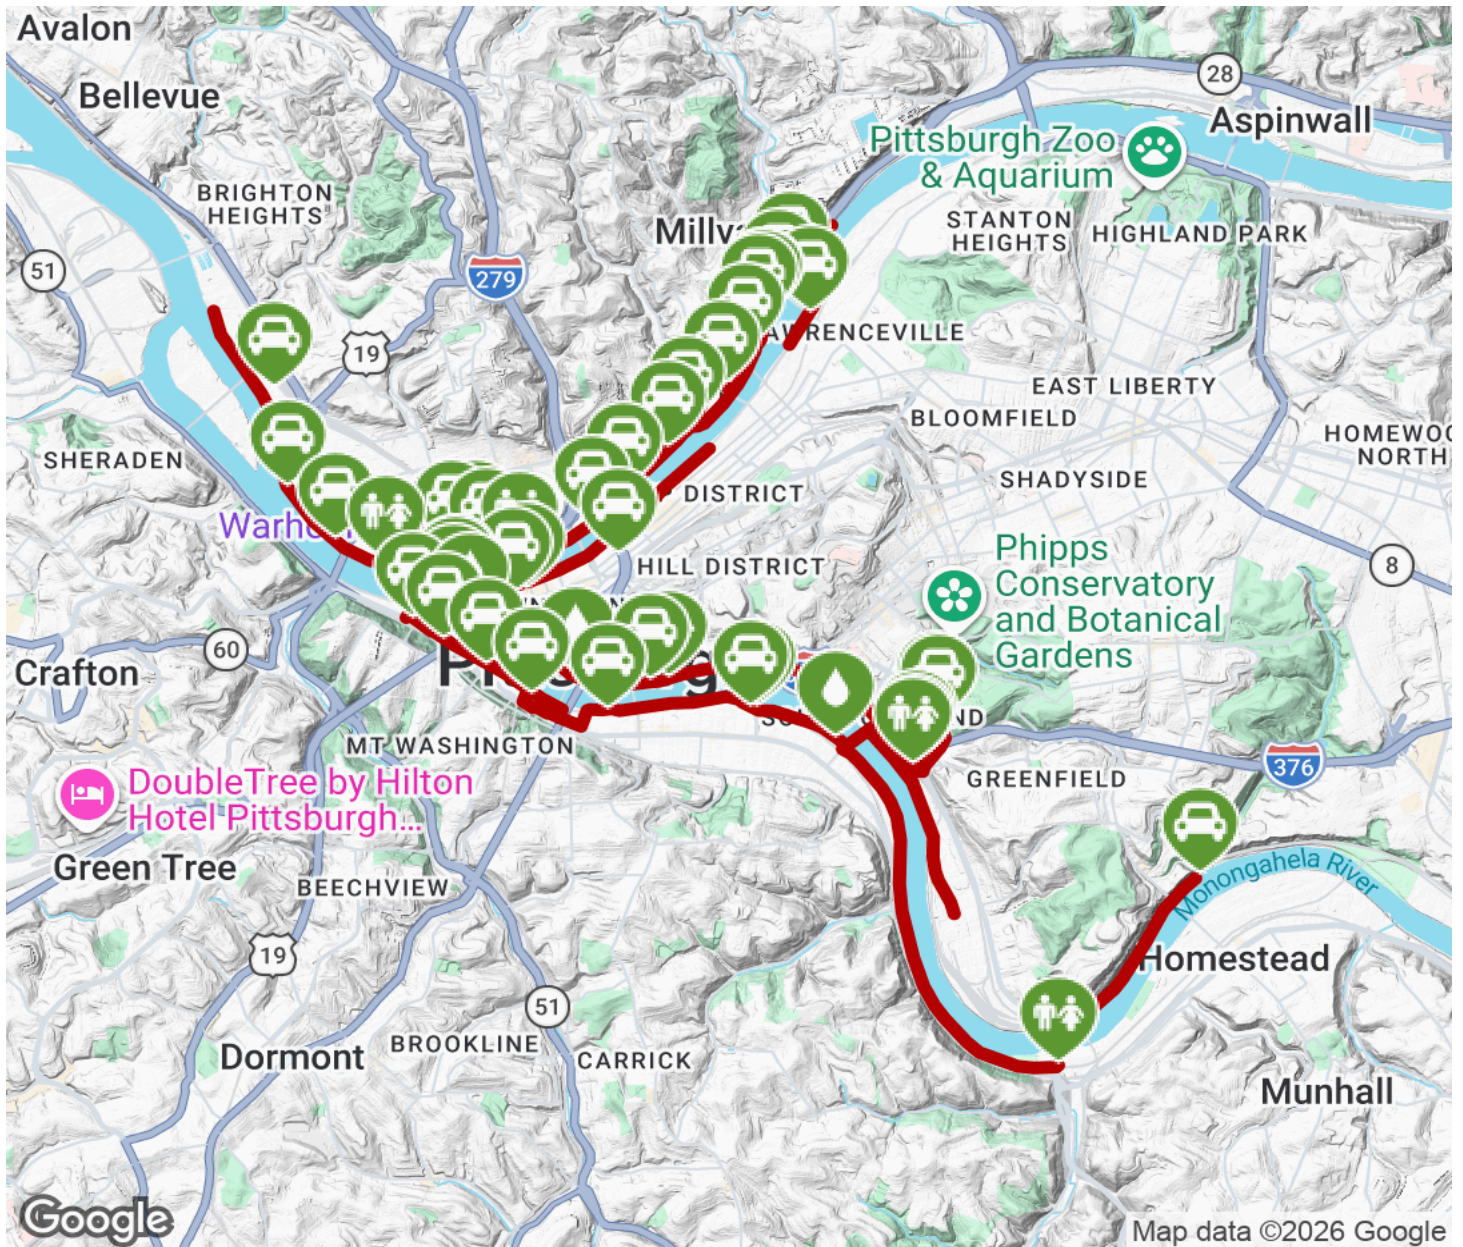 Avalon
Bellevue
28
Aspinwall
Pittsburgh Zoo
& Aquarium
BRIGHTON
HEIGHTS
Millv
STANTON
HEIGHTS
HIGHLAND PARK
51
279
19
AWRENCEVILLE
EAST LIBERTY
BLOOMFIELD
HOMEWOO
NORTH
SHERADEN
SHADYSIDE
DISTRICT
Warho
HILL DISTRICT
8
Phipps
Conservatory
and Botanical
Gardens
60
Crafton
MT WASHINGTON
GREENFIELD
376
DoubleTree by Hilton
Hotel Pittsburgh...
Green Tree
BEECHVIEW
Monongahela River
19
Homestead
51
Dormont
BROOKLINE
CARRICK
Munhall
Google
Map data ©2026 Google